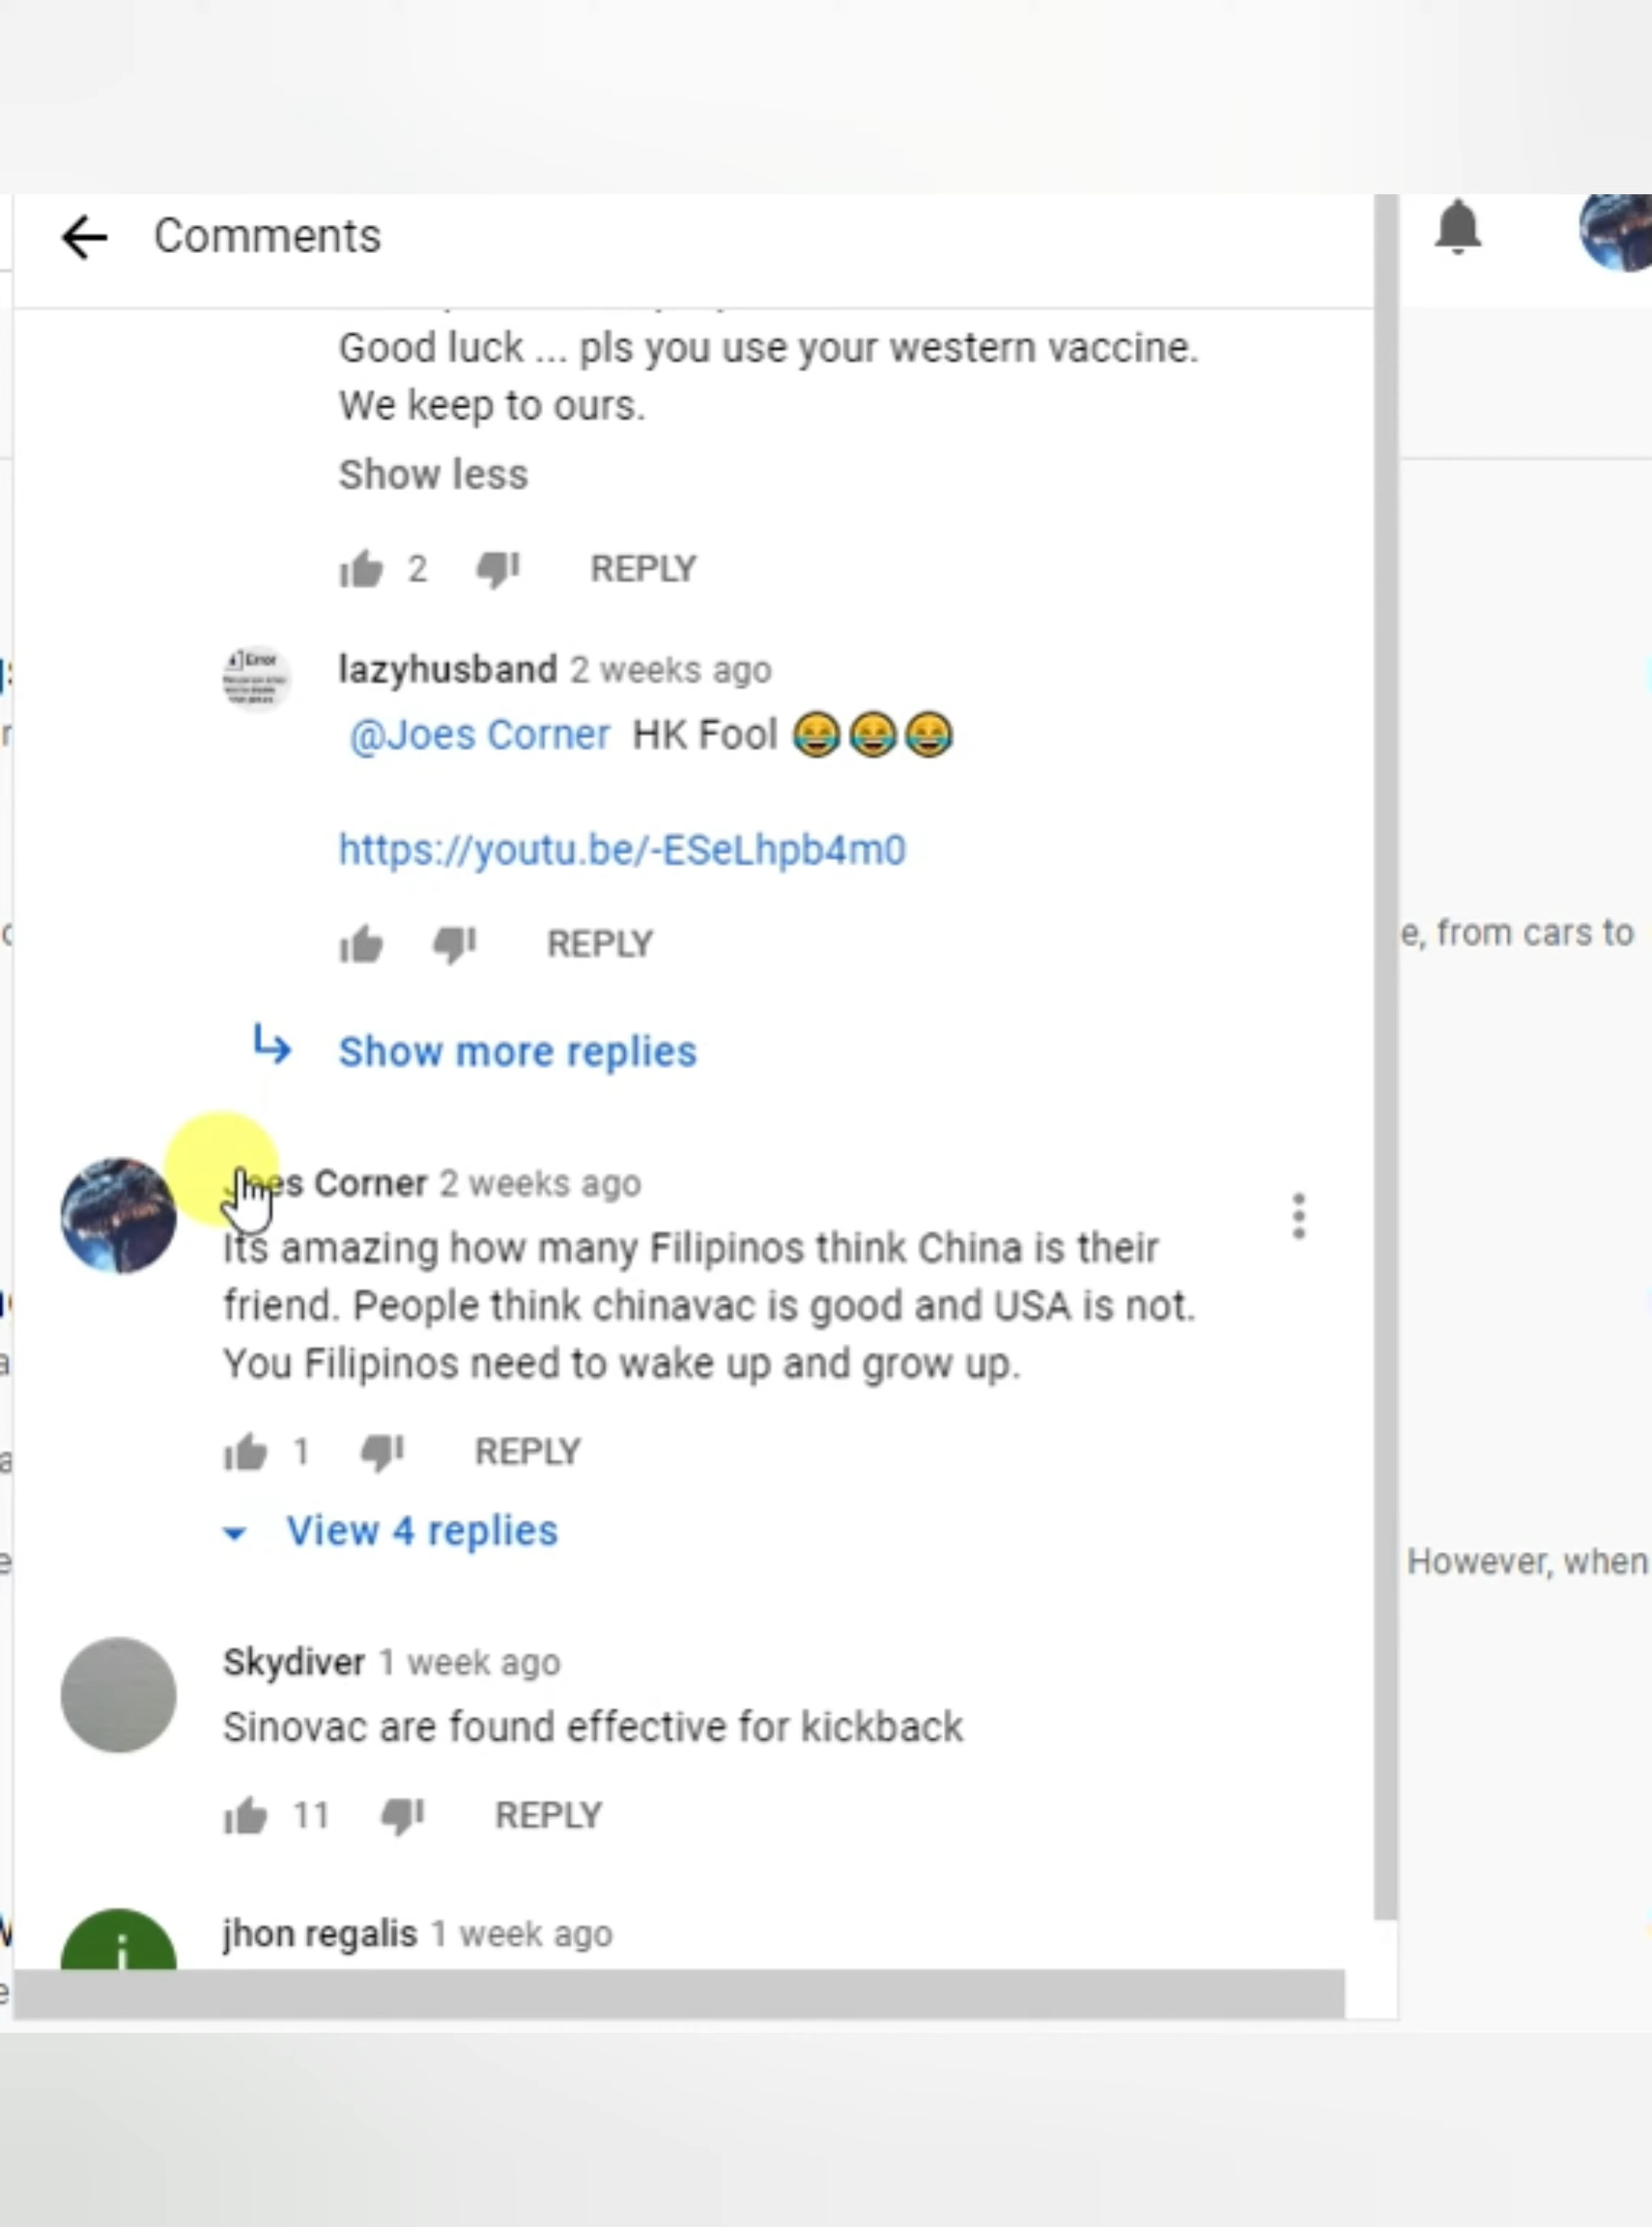 Comments
Good luck ... pls you use your western vaccine.
We keep to ours.
Show less
2 REPLY
lazyhusband 2 weeks ago
@Joes Corner HK Fool 😂😂😂
https://youtu.be/-ESeLhpb4m0
REPLY
Show more replies
Joes Corner 2 weeks ago
Its amazing how many Filipinos think China is their
friend. People think chinavac is good and USA is not.
You Filipinos need to wake up and grow up.
1 REPLY
View 4 replies
Skydiver 1 week ago
Sinovac are found effective for kickback
11 REPLY
jhon regalis 1 week ago
e, from cars to
However, when